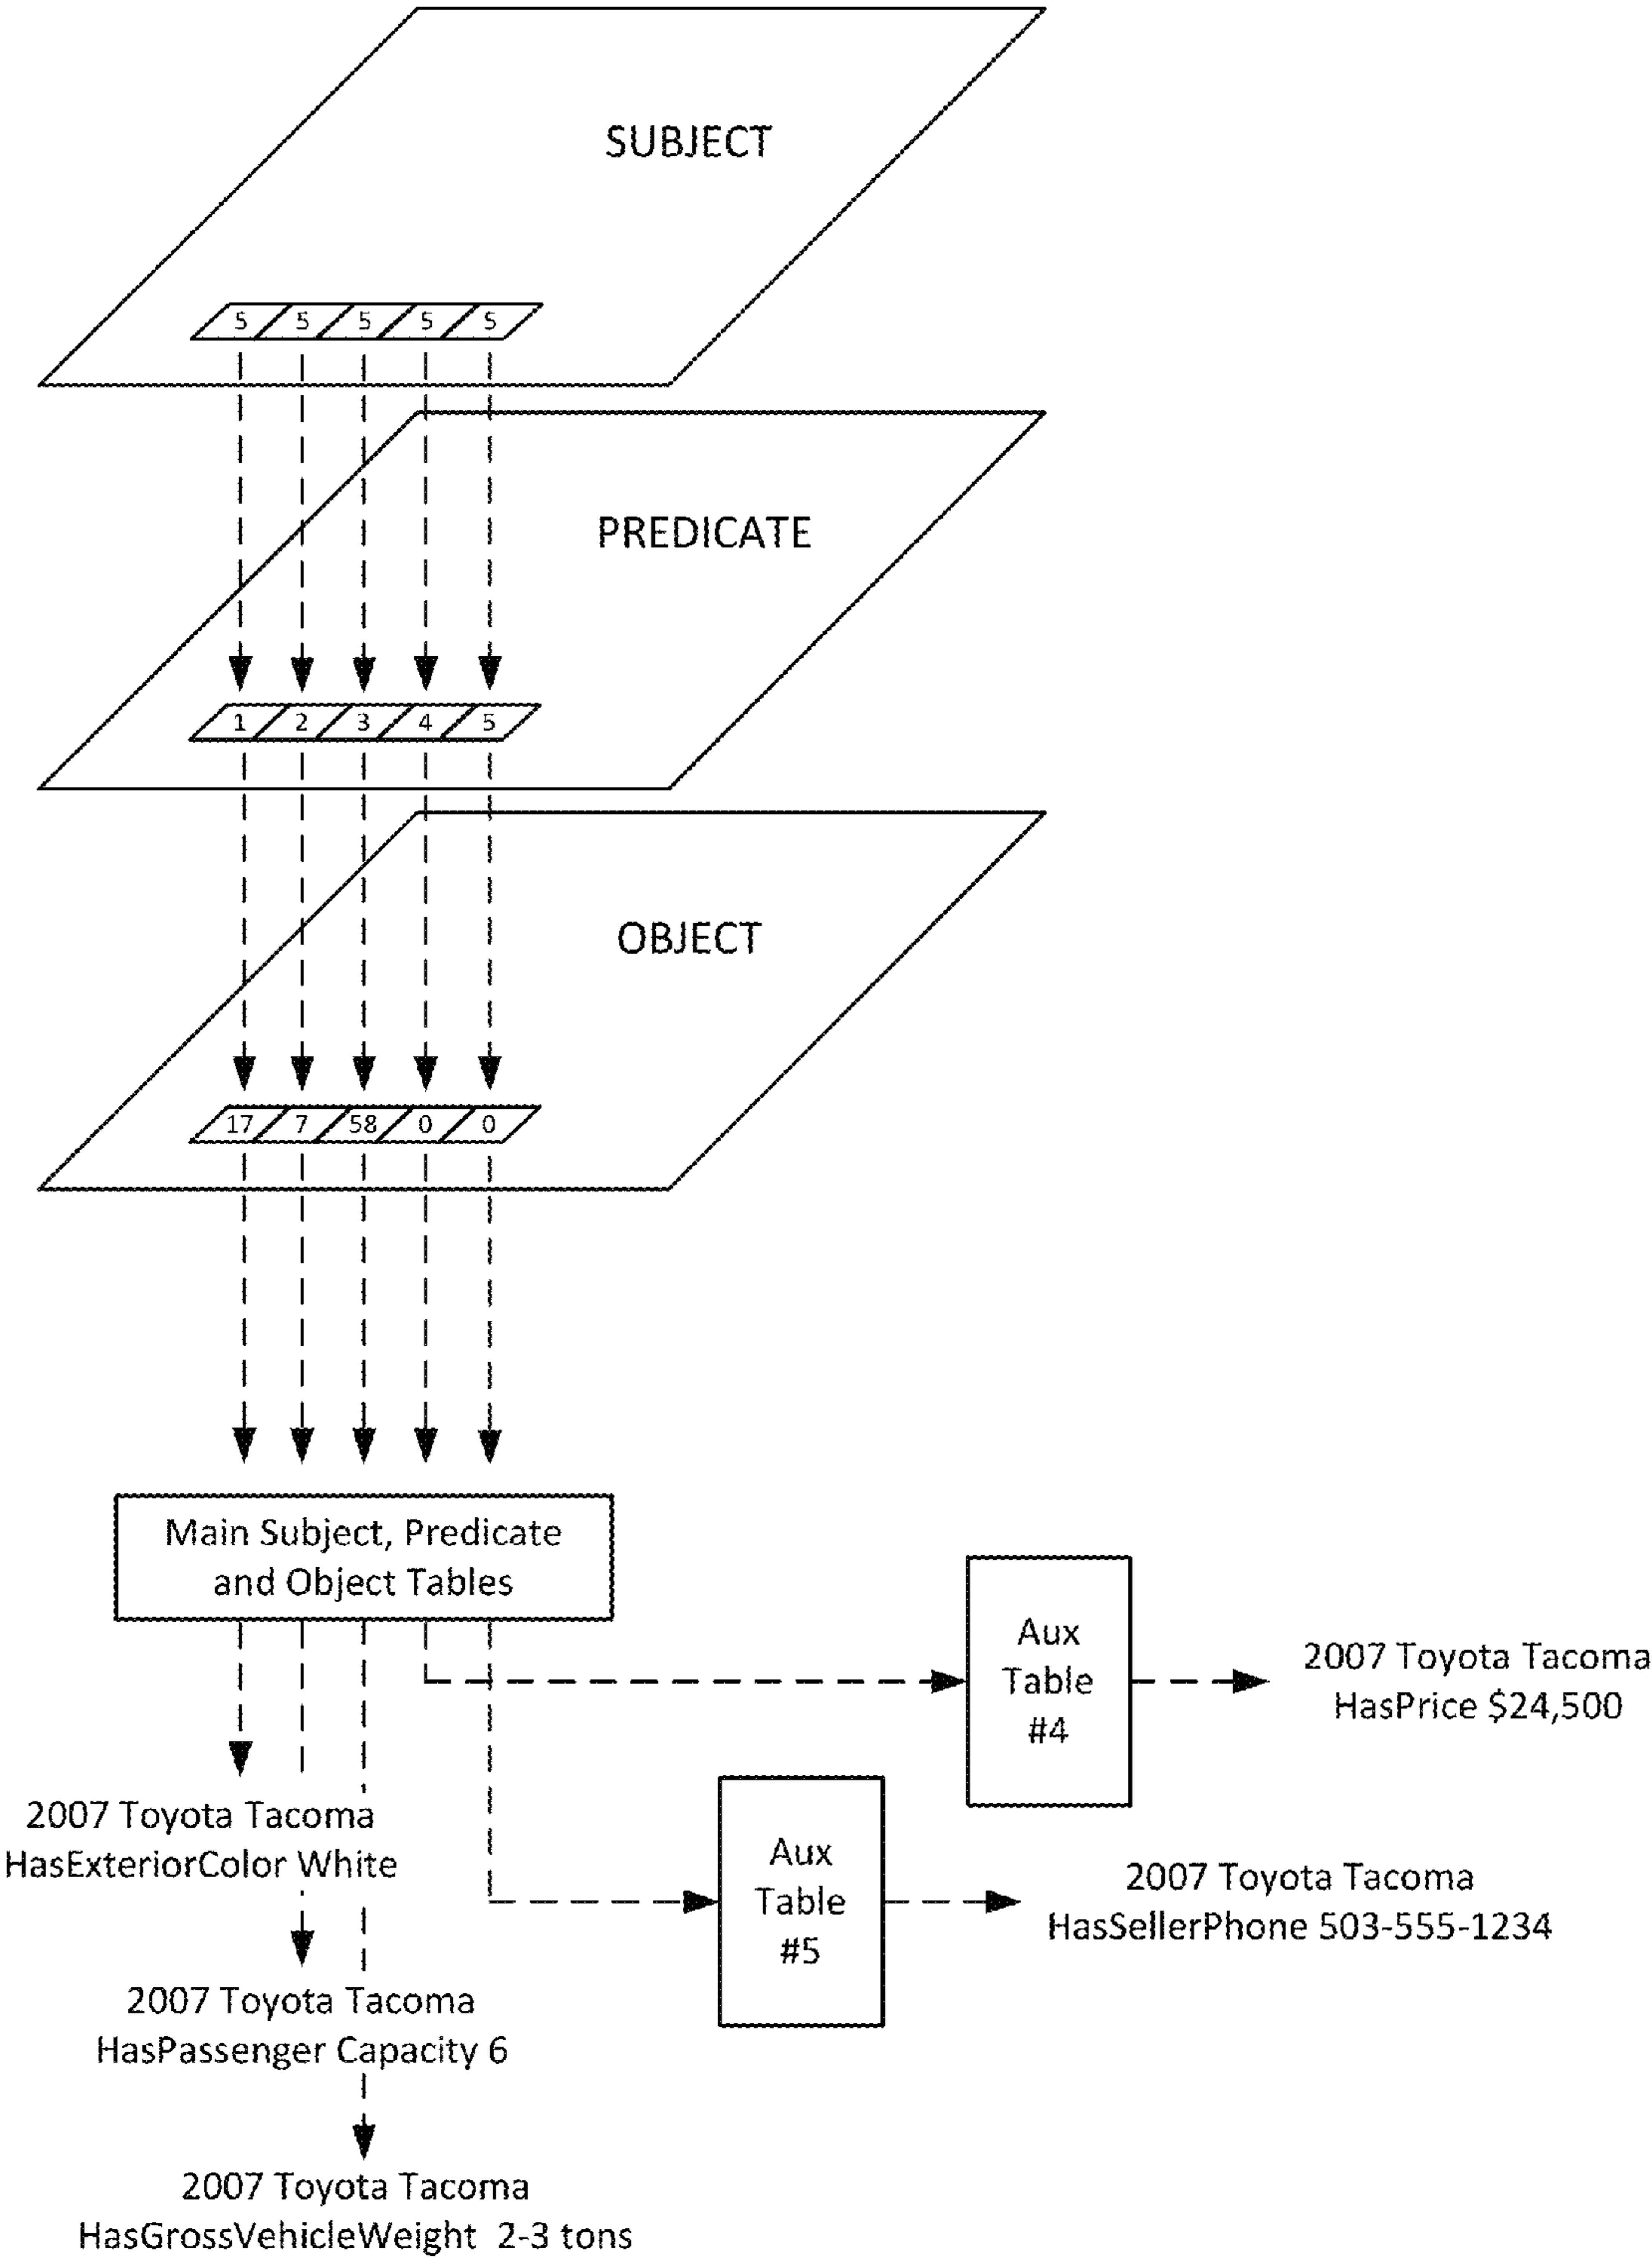 SUBJECT
5 5 5 5 5
PREDICATE
1 2 3 4 5
OBJECT
17 7 58 0 0
Main Subject, Predicate
and Object Tables
Aux
Table
#4
2007 Toyota Tacoma
HasPrice $24,500
Aux
Table
#5
2007 Toyota Tacoma
HasSellerPhone 503-555-1234
2007 Toyota Tacoma
HasExteriorColor White
2007 Toyota Tacoma
HasPassenger Capacity 6
2007 Toyota Tacoma
HasGrossVehicleWeight 2-3 tons